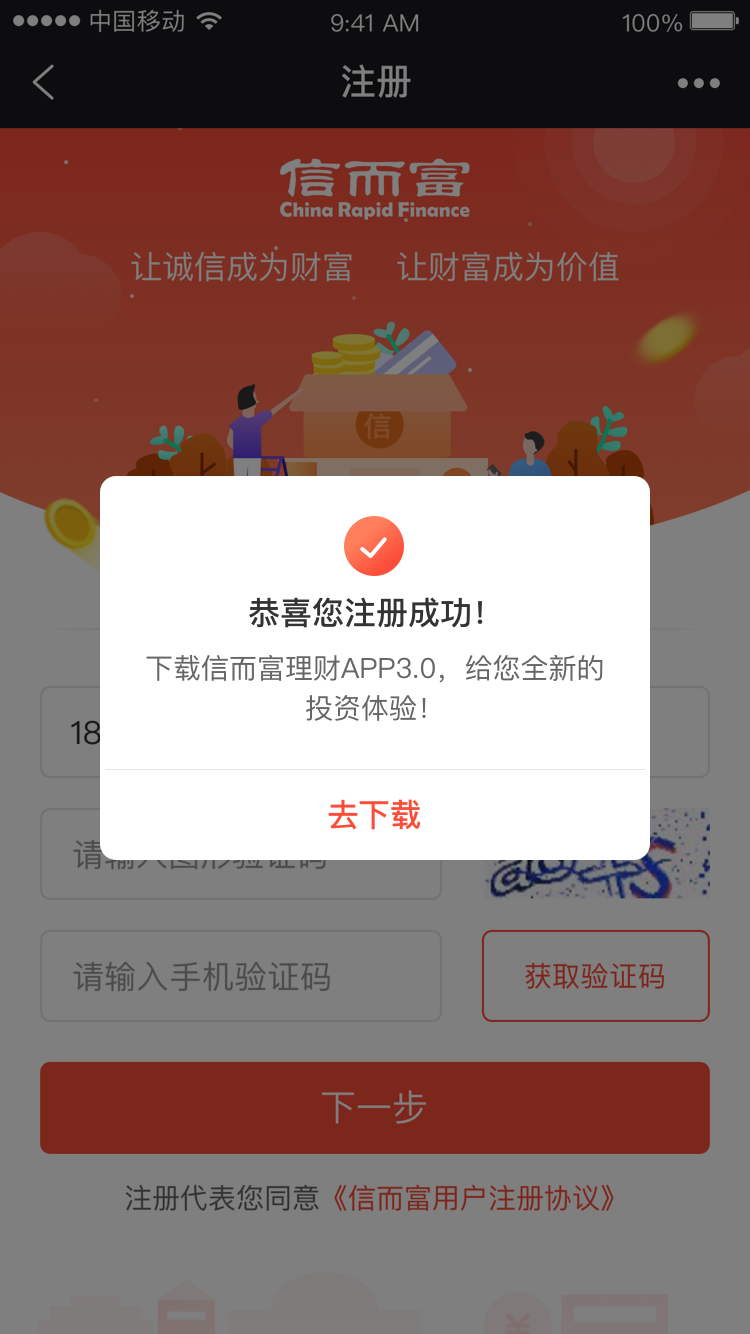 中国移动
9:41 AM
100%
注册
信而富
China Rapid Finance
让诚信成为财富 让财富成为价值
信
恭喜您注册成功！
下载信而富理财APP3.0，给您全新的
投资体验！
18
去下载
请输入图形验证码
请输入手机验证码
获取验证码
下一步
注册代表您同意《信而富用户注册协议》
¥